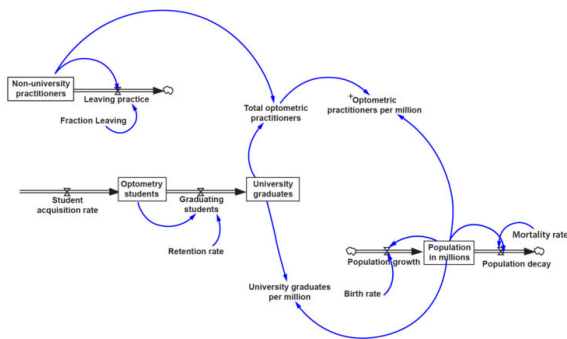 Non-university
practitioners
Leaving practice
Fraction Leaving
Total optometric
practitioners
+Optometric
practitioners per million
Student
acquisition rate
Optometry
students
Graduating
students
University
graduates
Retention rate
University graduates
per million
Population growth
Birth rate
Population
in millions
Mortality rate
Population decay